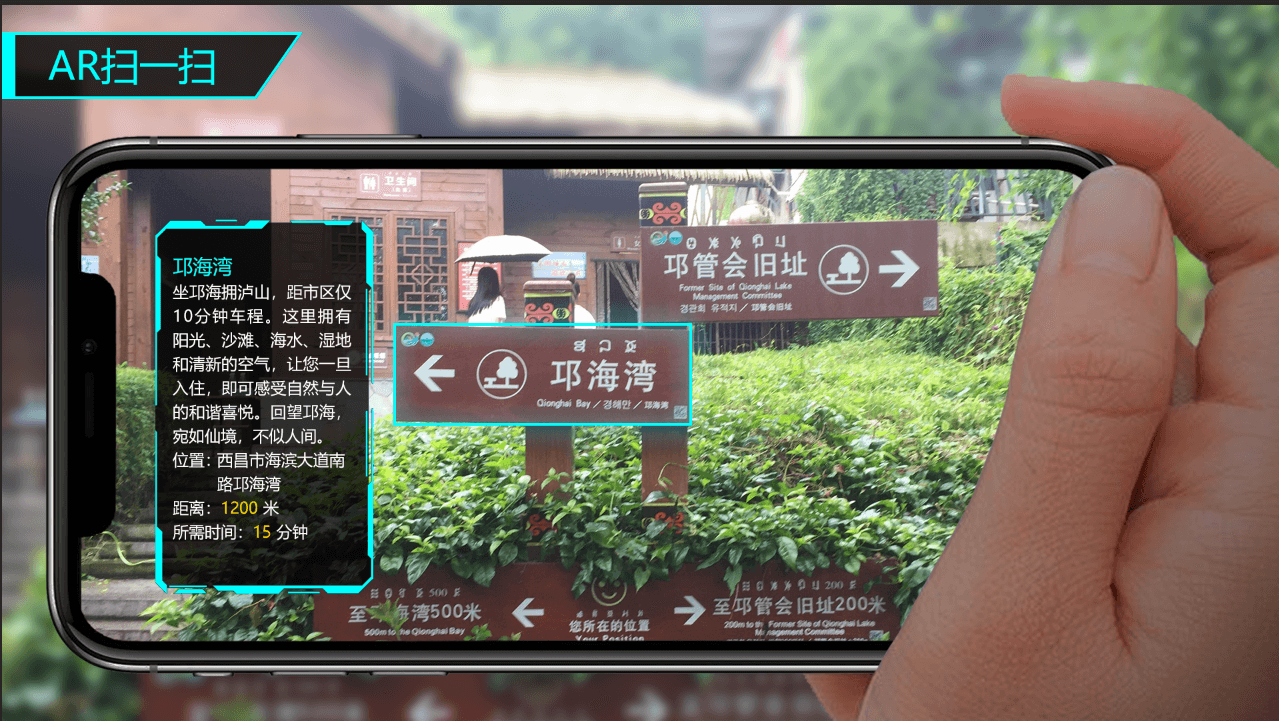 AR扫一扫
卫生间
邛海湾
坐邛海拥泸山，距市区仅
10分钟车程。这里拥有
阳光、沙滩、海水、湿地
和清新的空气，让您一旦
入住，即可感受自然与人
的和谐喜悦。回望邛海，
宛如仙境，不似人间。
位置：西昌市海滨大道南
路邛海湾
距离：1200 米
所需时间：15 分钟
邛管会旧址
Former Site of Qionghai Lake
Management Committee
경관회 유적지／邛管会旧址
邛海湾
Qionghai Bay／경해만／邛海湾
500
至 海湾500米
500m to the Qionghai Bay
您所在的位置
Your Position
200
至邛管会旧址200米
200m to the Former Site of Qionghai Lake
Management Committee